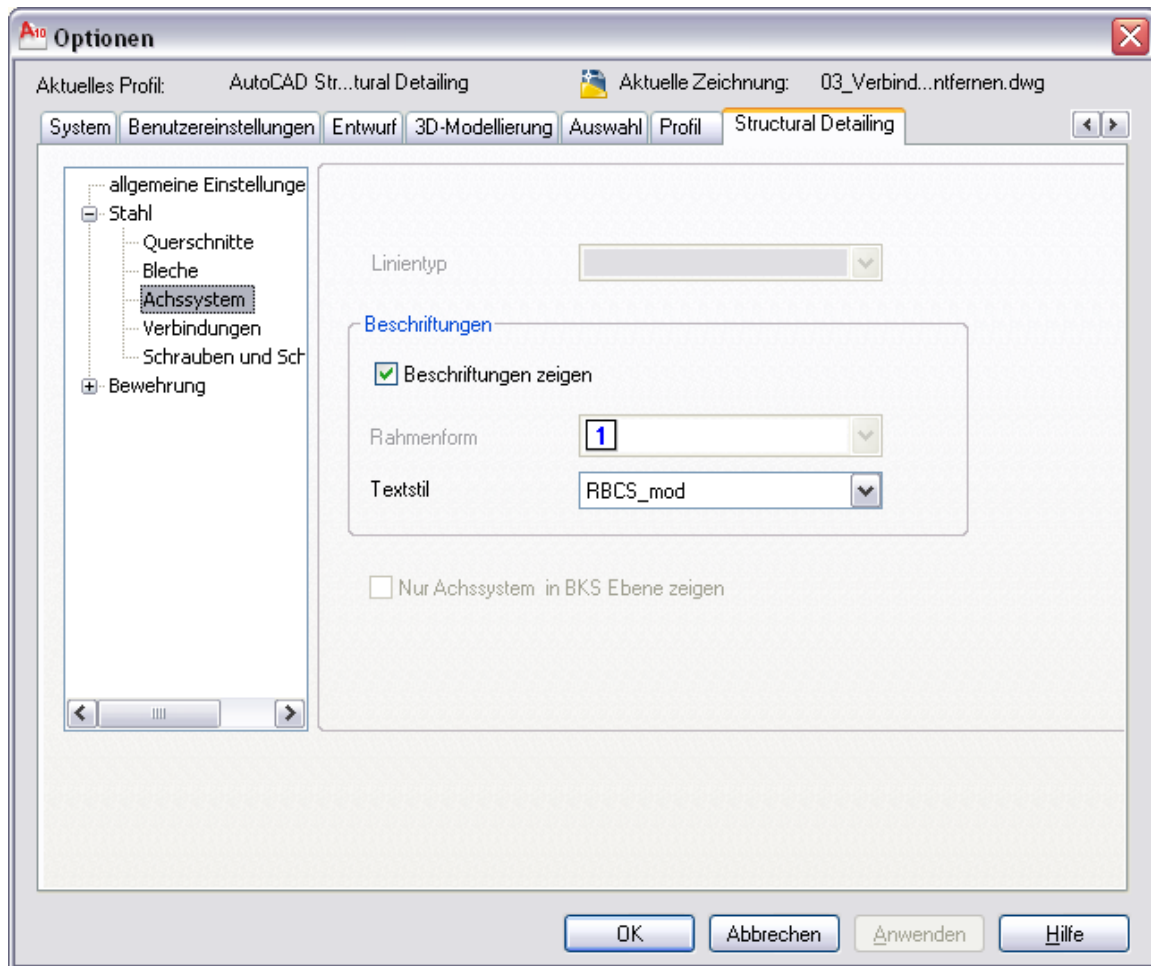 A10 Optionen
Aktuelles Profil: AutoCAD Str...tural Detailing Aktuelle Zeichnung: 03_Verbind...ntfernen.dwg
System Benutzereinstellungen Entwurf 3D-Modellierung Auswahl Profil Structural Detailing
allgemeine Einstellunge
Stahl
Querschnitte
Bleche
Achssystem
Verbindungen
Schrauben und Sch
Bewehrung
Linientyp
Beschriftungen
Beschriftungen zeigen
Rahmenform 1
Textstil RBCS_mod
Nur Achssystem in BKS Ebene zeigen
OK Abbrechen Anwenden Hilfe